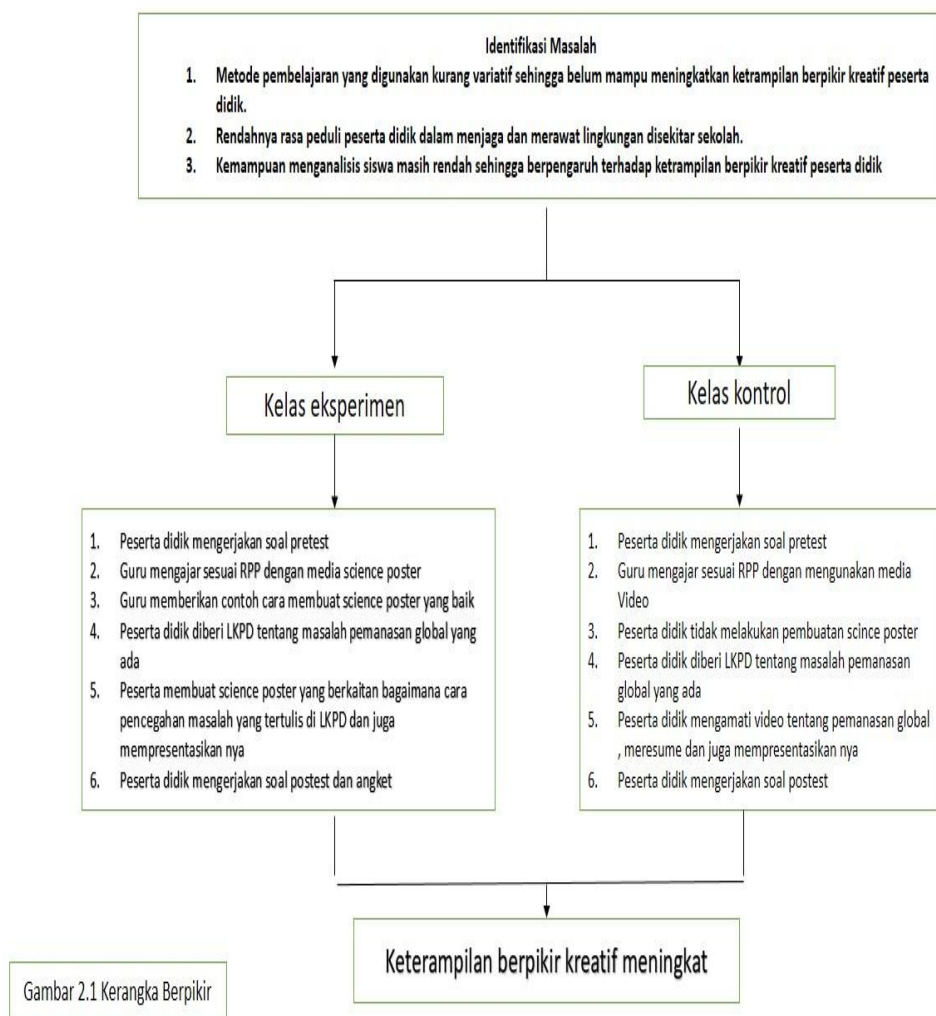 Identifikasi Masalah
1. Metode pembelajaran yang digunakan kurang variatif sehingga belum mampu meningkatkan ketrampilan berpikir kreatif peserta
didik.
2. Rendahnya rasa peduli peserta didik dalam menjaga dan merawat lingkungan disekitar sekolah.
3. Kemampuan menganalisis siswa masih rendah sehingga berpengaruh terhadap ketrampilan berpikir kreatif peserta didik
Kelas eksperimen
Kelas kontrol
1. Peserta didik mengerjakan soal pretest
2. Guru mengajar sesuai RPP dengan media science poster
3. Guru memberikan contoh cara membuat science poster yang baik
4. Peserta didik diberi LKPD tentang masalah pemanasan global yang
ada
5. Peserta membuat science poster yang berkaitan bagaimana cara
pencegahan masalah yang tertulis di LKPD dan juga
mempresentasikan nya
6. Peserta didik mengerjakan soal postest dan angket
1. Peserta didik mengerjakan soal pretest
2. Guru mengajar sesuai RPP dengan mengunakan media
Video
3. Peserta didik tidak melakukan pembuatan scince poster
4. Peserta didik diberi LKPD tentang masalah pemanasan
global yang ada
5. Peserta didik mengamati video tentang pemanasan global
, meresume dan juga mempresentasikan nya
6. Peserta didik mengerjakan soal postest
Keterampilan berpikir kreatif meningkat
Gambar 2.1 Kerangka Berpikir